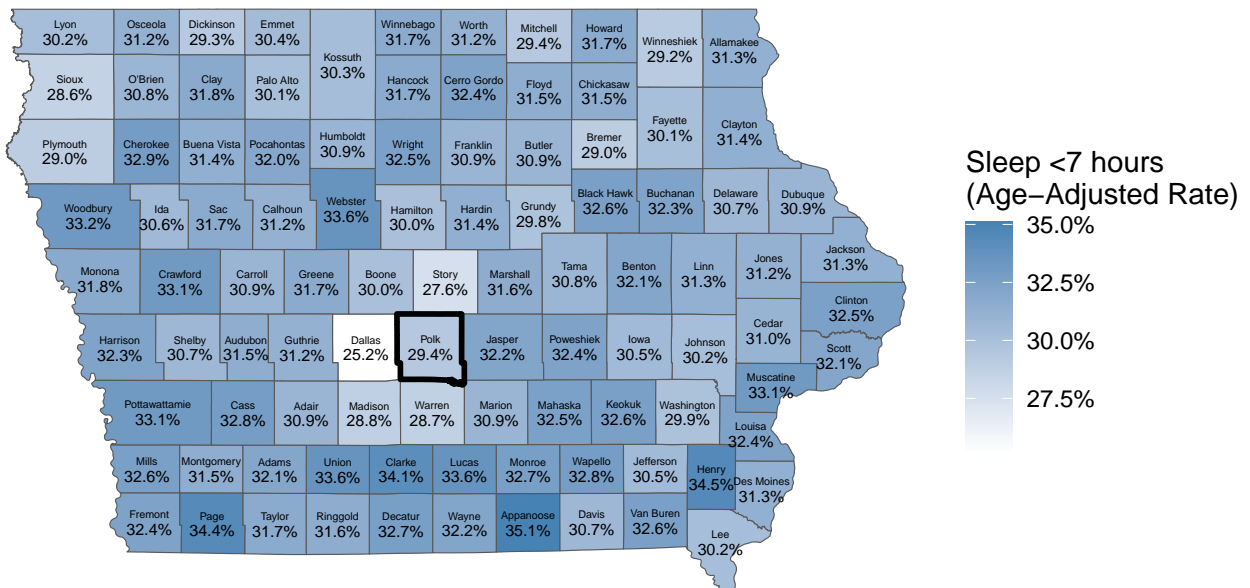 Lyon
30.2%
Osceola
31.2%
Dickinson
29.3%
Emmet
30.4%
Kossuth
30.3%
Winnebago
31.7%
Worth
31.2%
Mitchell
29.4%
Howard
31.7%
Winneshiek
29.2%
Allamakee
31.3%
Sioux
28.6%
O'Brien
30.8%
Clay
31.8%
Palo Alto
30.1%
Hancock
31.7%
Cerro Gordo
32.4%
Floyd
31.5%
Chickasaw
31.5%
Fayette
30.1%
Clayton
31.4%
Plymouth
29.0%
Cherokee
32.9%
Buena Vista
31.4%
Pocahontas
32.0%
Humboldt
30.9%
Wright
32.5%
Franklin
30.9%
Butler
30.9%
Bremer
29.0%
Woodbury
33.2%
Ida
30.6%
Sac
31.7%
Calhoun
31.2%
Webster
33.6%
Hamilton
30.0%
Hardin
31.4%
Grundy
29.8%
Black Hawk
32.6%
Buchanan
32.3%
Delaware
30.7%
Dubuque
30.9%
Monona
31.8%
Crawford
33.1%
Carroll
30.9%
Greene
31.7%
Boone
30.0%
Story
27.6%
Marshall
31.6%
Tama
30.8%
Benton
32.1%
Linn
31.3%
Jones
31.2%
Jackson
31.3%
Clinton
32.5%
Harrison
32.3%
Shelby
30.7%
Audubon
31.5%
Guthrie
31.2%
Dallas
25.2%
Polk
29.4%
Jasper
32.2%
Poweshiek
32.4%
Iowa
30.5%
Johnson
30.2%
Cedar
31.0%
Scott
32.1%
Muscatine
33.1%
Pottawattamie
33.1%
Cass
32.8%
Adair
30.9%
Madison
28.8%
Warren
28.7%
Marion
30.9%
Mahaska
32.5%
Keokuk
32.6%
Washington
29.9%
Louisa
32.4%
Mills
32.6%
Montgomery
31.5%
Adams
32.1%
Union
33.6%
Clarke
34.1%
Lucas
33.6%
Monroe
32.7%
Wapello
32.8%
Jefferson
30.5%
Henry
34.5%
Des Moines
31.3%
Fremont
32.4%
Page
34.4%
Taylor
31.7%
Ringgold
31.6%
Decatur
32.7%
Wayne
32.2%
Appanoose
35.1%
Davis
30.7%
Van Buren
32.6%
Lee
30.2%
Sleep <7 hours
(Age−Adjusted Rate)
35.0%
32.5%
30.0%
27.5%